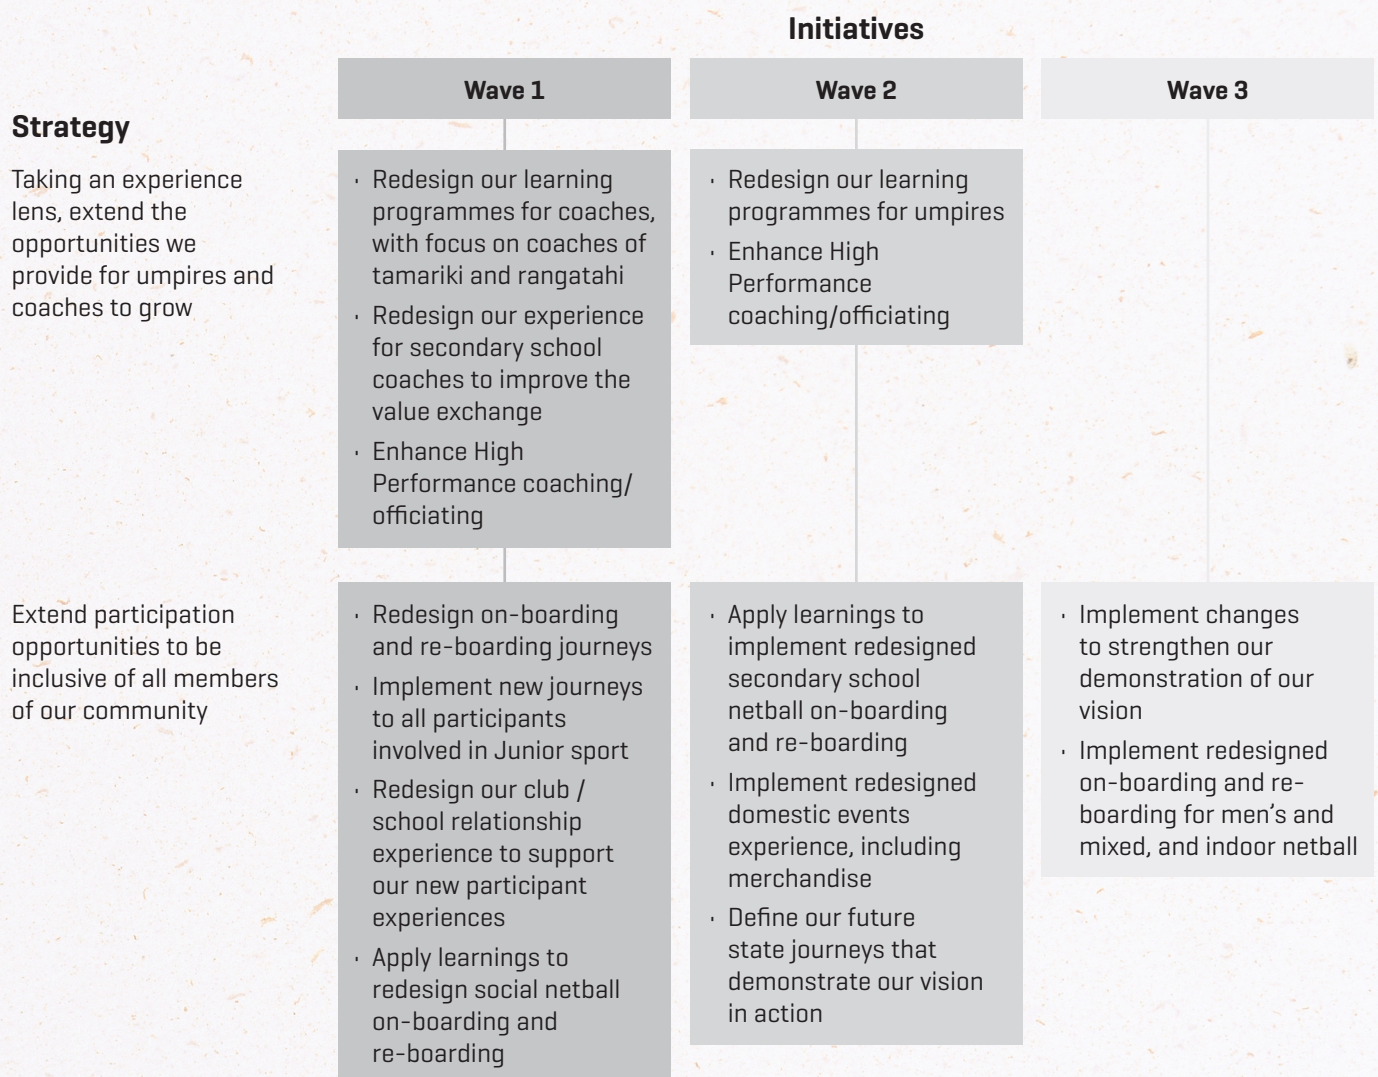 Initiatives
Wave 1
Wave 2
Wave 3
Strategy
Taking an experience
lens, extend the
opportunities we
provide for umpires and
coaches to grow
· Redesign our learning
programmes for coaches,
with focus on coaches of
tamariki and rangatahi
· Redesign our experience
for secondary school
coaches to improve the
value exchange
· Enhance High
Performance coaching/
officiating
· Redesign our learning
programmes for umpires
· Enhance High
Performance
coaching/officiating
Extend participation
opportunities to be
inclusive of all members
of our community
· Redesign on-boarding
and re-boarding journeys
· Implement new journeys
to all participants
involved in Junior sport
· Redesign our club /
school relationship
experience to support
our new participant
experiences
· Apply learnings to
redesign social netball
on-boarding and
re-boarding
· Apply learnings to
implement redesigned
secondary school
netball on-boarding
and re-boarding
· Implement redesigned
domestic events
experience, including
merchandise
· Define our future
state journeys that
demonstrate our vision
in action
· Implement changes
to strengthen our
demonstration of our
vision
· Implement redesigned
on-boarding and re-
boarding for men's and
mixed, and indoor netball